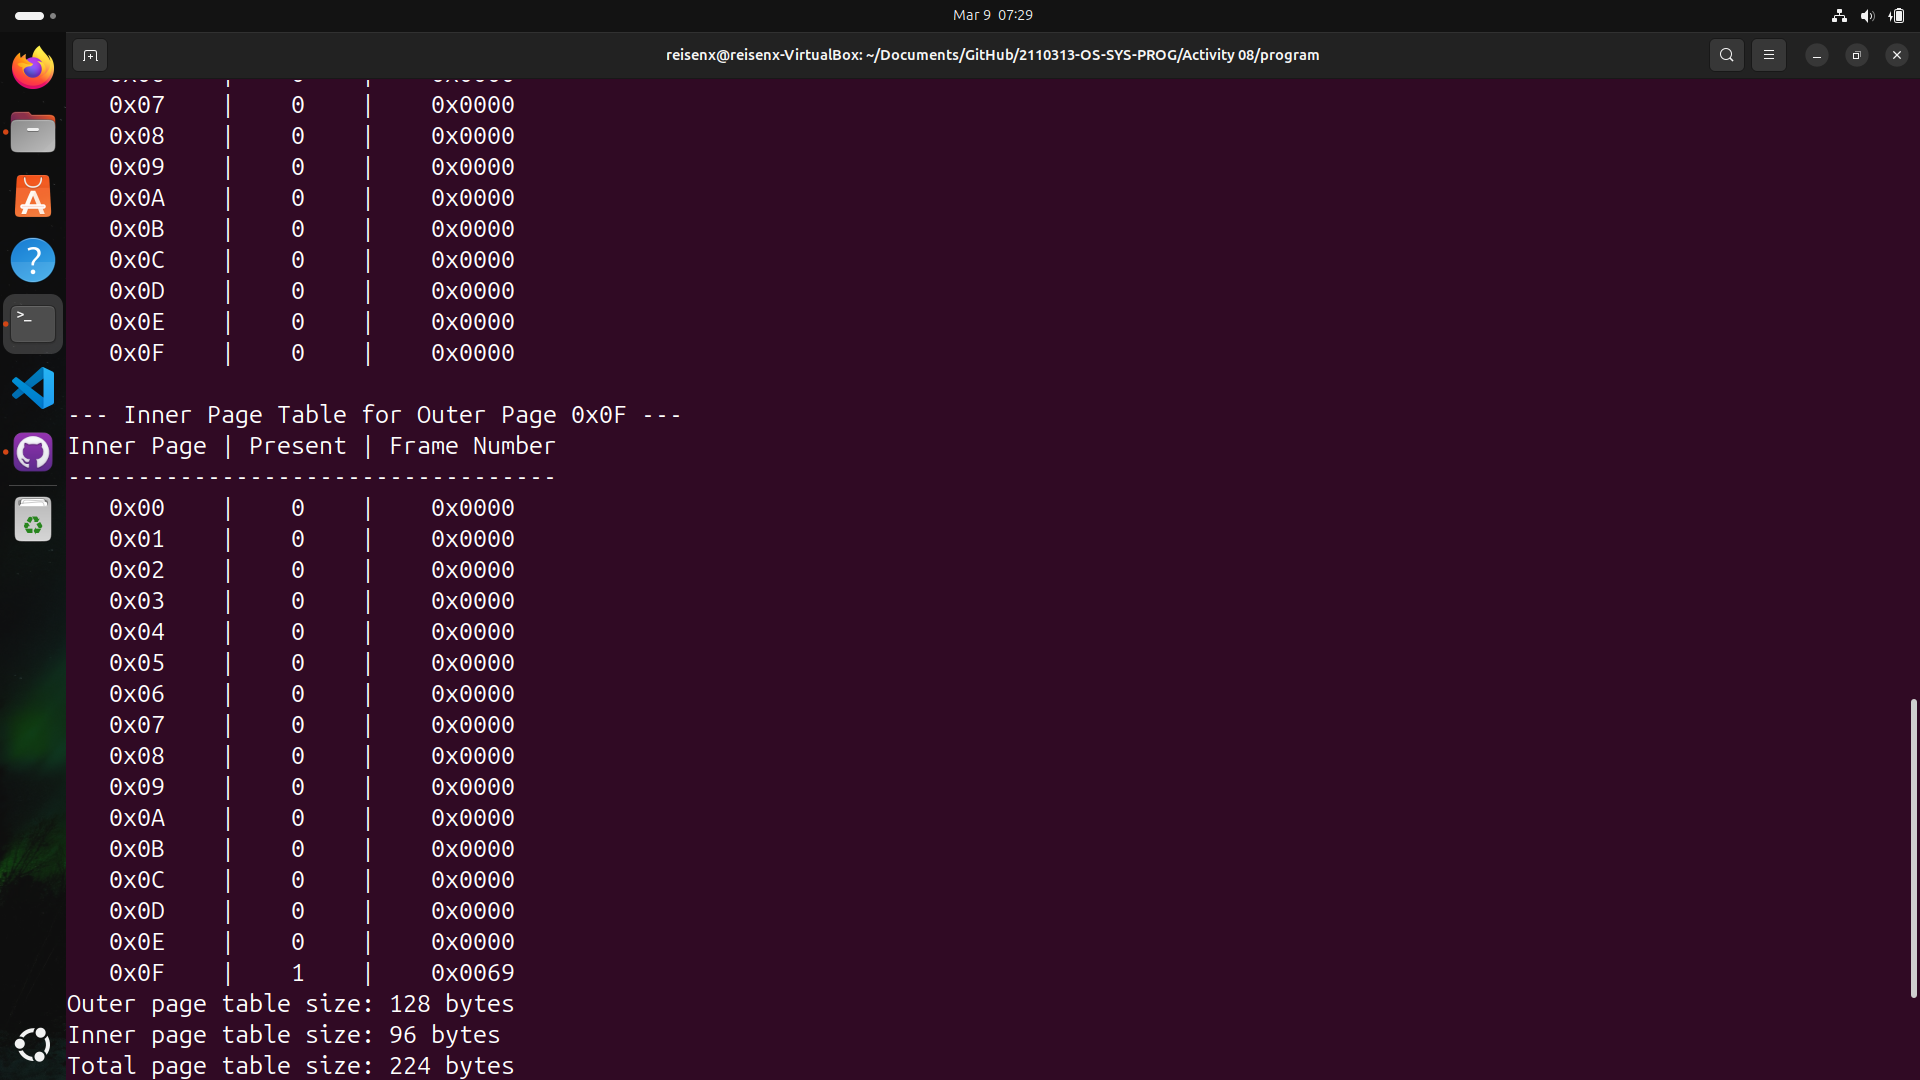 Mar 9 07:29
reisenx@reisenx-VirtualBox: ~/Documents/GitHub/2110313-OS-SYS-PROG/Activity 08/program
0x07 | 0 | 0x0000
0x08 | 0 | 0x0000
0x09 | 0 | 0x0000
0x0A | 0 | 0x0000
0x0B | 0 | 0x0000
0x0C | 0 | 0x0000
0x0D | 0 | 0x0000
0x0E | 0 | 0x0000
0x0F | 0 | 0x0000
--- Inner Page Table for Outer Page 0x0F ---
Inner Page | Present | Frame Number
-----------------------------------
0x00 | 0 | 0x0000
0x01 | 0 | 0x0000
0x02 | 0 | 0x0000
0x03 | 0 | 0x0000
0x04 | 0 | 0x0000
0x05 | 0 | 0x0000
0x06 | 0 | 0x0000
0x07 | 0 | 0x0000
0x08 | 0 | 0x0000
0x09 | 0 | 0x0000
0x0A | 0 | 0x0000
0x0B | 0 | 0x0000
0x0C | 0 | 0x0000
0x0D | 0 | 0x0000
0x0E | 0 | 0x0000
0x0F | 1 | 0x0069
Outer page table size: 128 bytes
Inner page table size: 96 bytes
Total page table size: 224 bytes